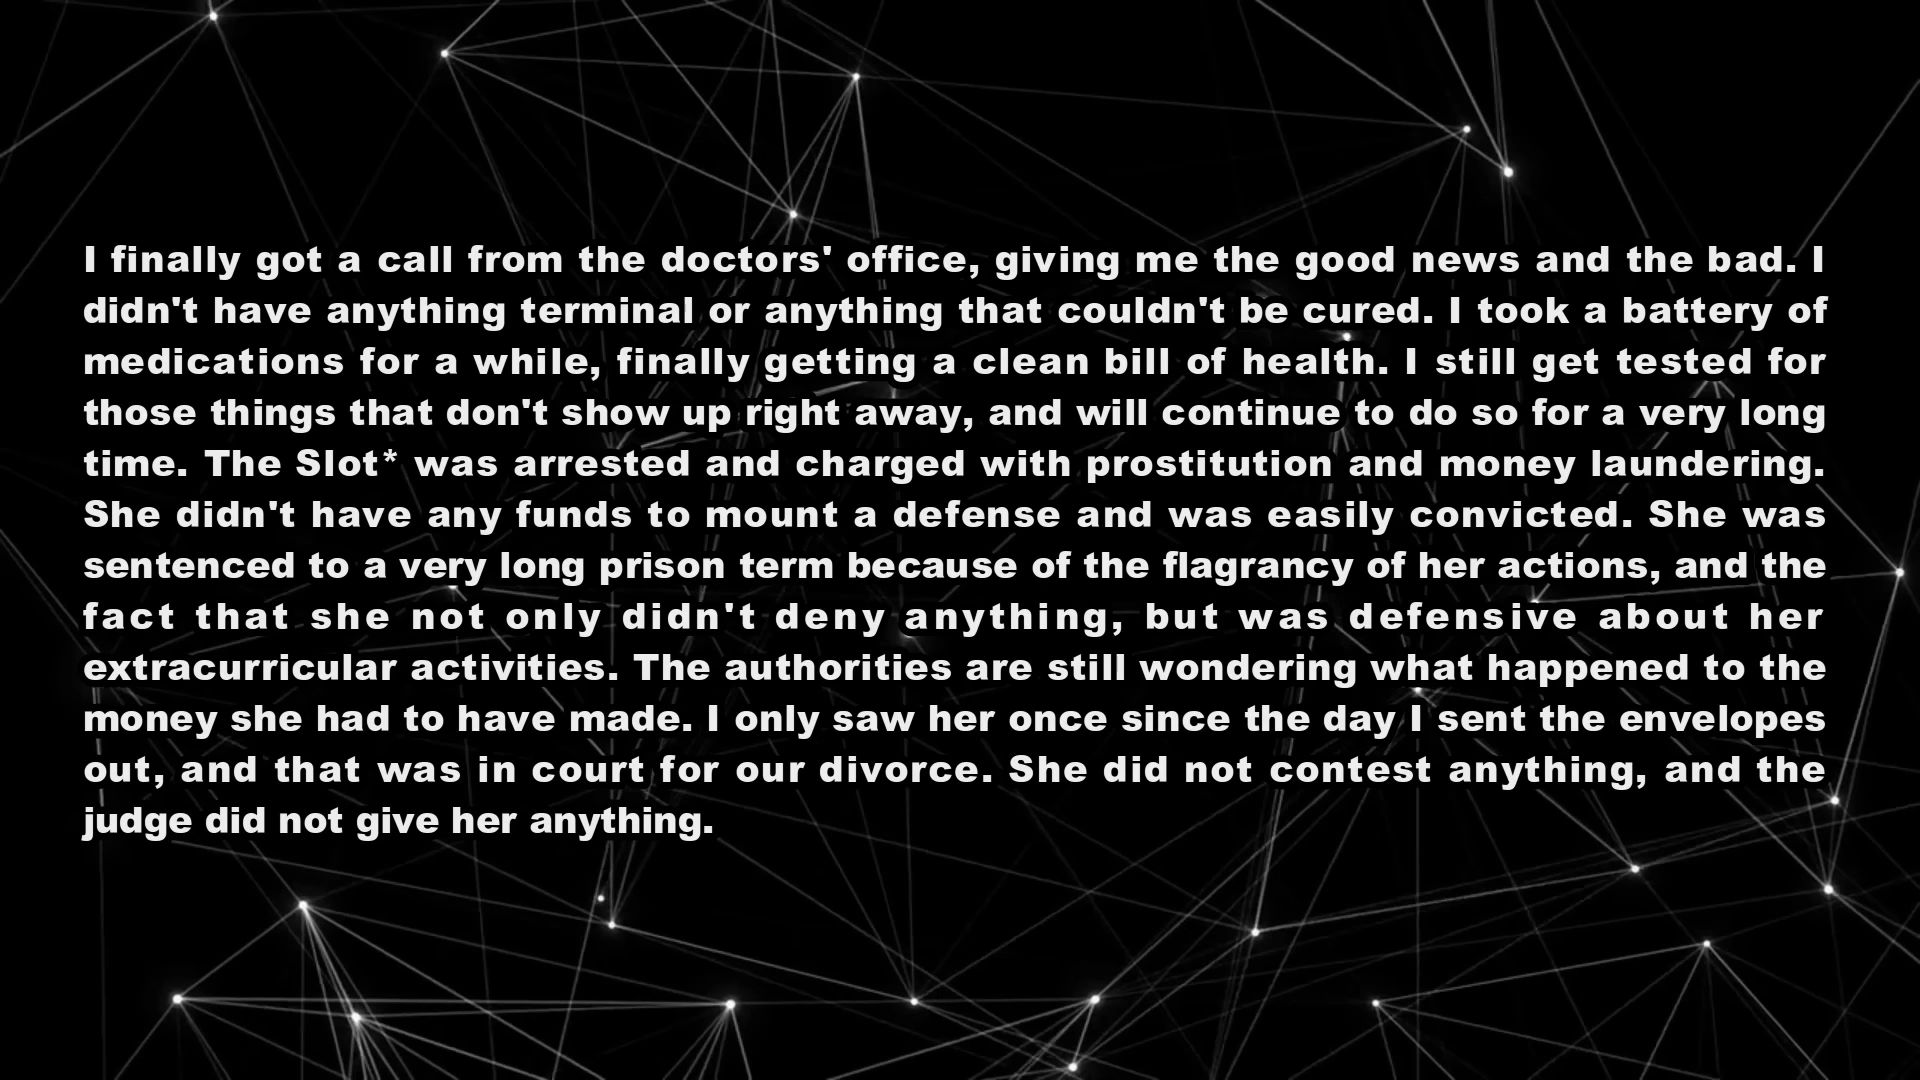 I finally got a call from the doctors' office, giving me the good news and the bad. I
didn't have anything terminal or anything that couldn't be cured. I took a battery of
medications for a while, finally getting a clean bill of health. I still get tested for
those things that don't show up right away, and will continue to do so for a very long
time. The Slot* was arrested and charged with prostitution and money laundering.
She didn't have any funds to mount a defense and was easily convicted. She was
sentenced to a very long prison term because of the flagrancy of her actions, and the
fact that she not only didn't deny anything, but was defensive about her
extracurricular activities. The authorities are still wondering what happened to the
money she had to have made. I only saw her once since the day I sent the envelopes
out, and that was in court for our divorce. She did not contest anything, and the
judge did not give her anything.